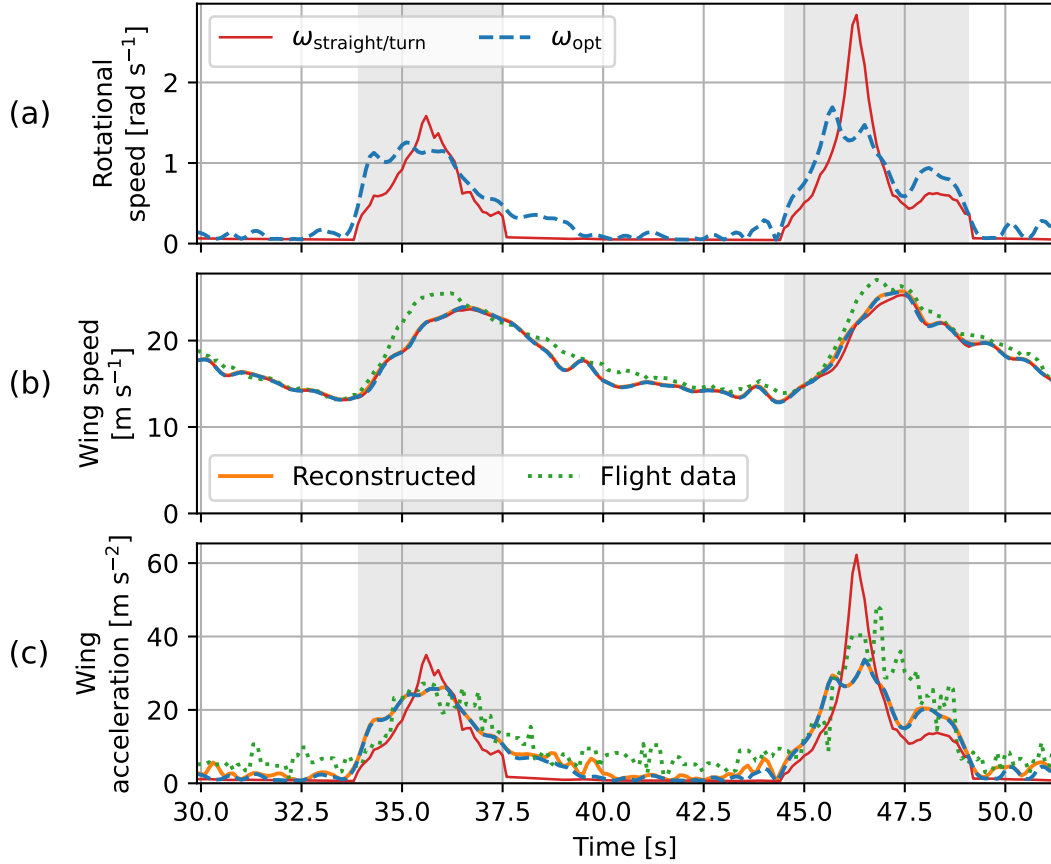 (a)
Rotational
speed [rad s⁻¹]
2
1
0
ω_straight/turn
ω_opt
(b)
Wing speed
[m s⁻¹]
20
10
0
Reconstructed
Flight data
(c)
Wing
acceleration [m s⁻²]
60
40
20
0
30.0 32.5 35.0 37.5 40.0 42.5 45.0 47.5 50.0
Time [s]